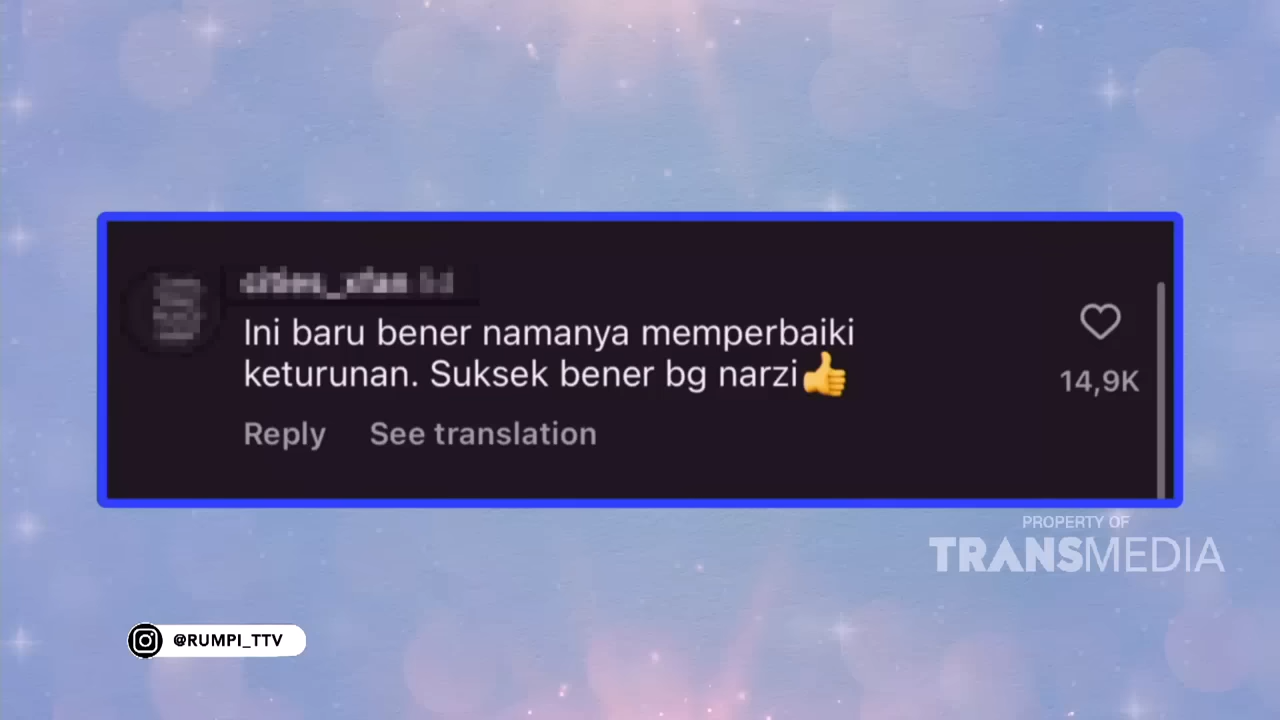 Ini baru bener namanya memperbaiki
keturunan. Suksek bener bg narzi👍
14,9K
Reply See translation
PROPERTY OF
TRANSMEDIA
@RUMPI_TTV